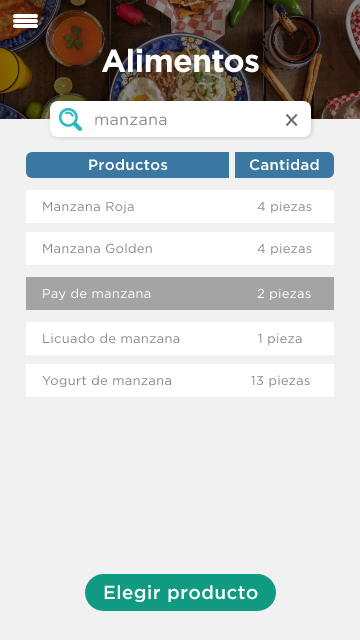 Alimentos
manzana
Productos Cantidad
Manzana Roja 4 piezas
Manzana Golden 4 piezas
Pay de manzana 2 piezas
Licuado de manzana 1 pieza
Yogurt de manzana 13 piezas
Elegir producto